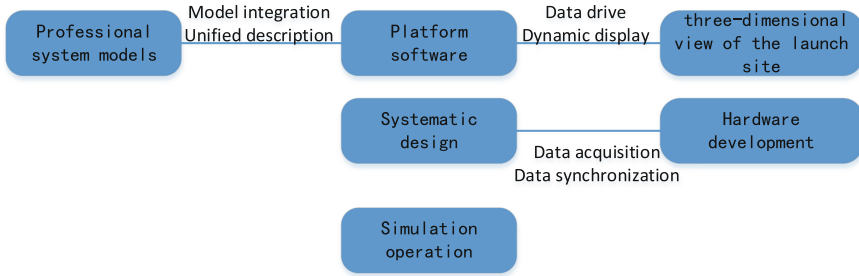 Professional
system models
Model integration
Unified description
Platform
software
Data drive
Dynamic display
three-dimensional
view of the launch
site
Systematic
design
Data acquisition
Data synchronization
Hardware
development
Simulation
operation